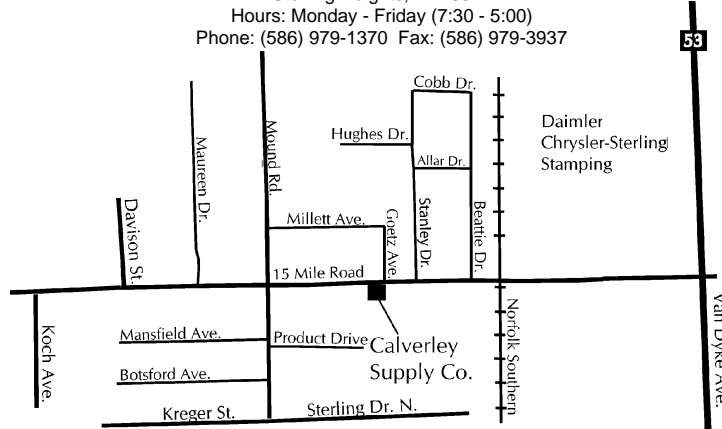 Hours: Monday - Friday (7:30 - 5:00)
Phone: (586) 979-1370 Fax: (586) 979-3937
53
Cobb Dr.
Daimler
Chrysler-Sterling
Stamping
Hughes Dr.
Allar Dr.
Maureen Dr.
Mound Rd.
Davison St.
Millett Ave.
Goetz Ave.
Stanley Dr.
Beattie Dr.
15 Mile Road
Koch Ave.
Mansfield Ave.
Product Drive
Calverley
Supply Co.
Norfolk Southern
Van Dyke Ave.
Botsford Ave.
Kreger St.
Sterling Dr. N.